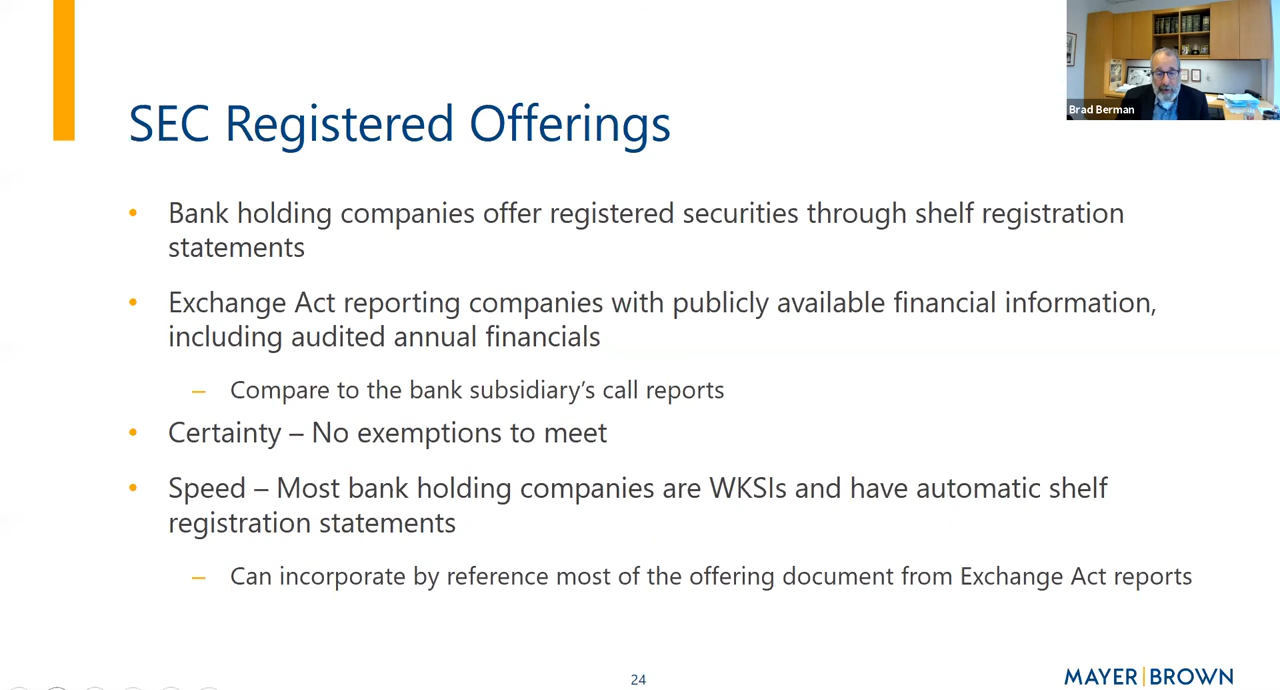 Brad Berman
SEC Registered Offerings
• Bank holding companies offer registered securities through shelf registration
statements
• Exchange Act reporting companies with publicly available financial information,
including audited annual financials
– Compare to the bank subsidiary’s call reports
• Certainty – No exemptions to meet
• Speed – Most bank holding companies are WKSIs and have automatic shelf
registration statements
– Can incorporate by reference most of the offering document from Exchange Act reports
24
MAYER|BROWN